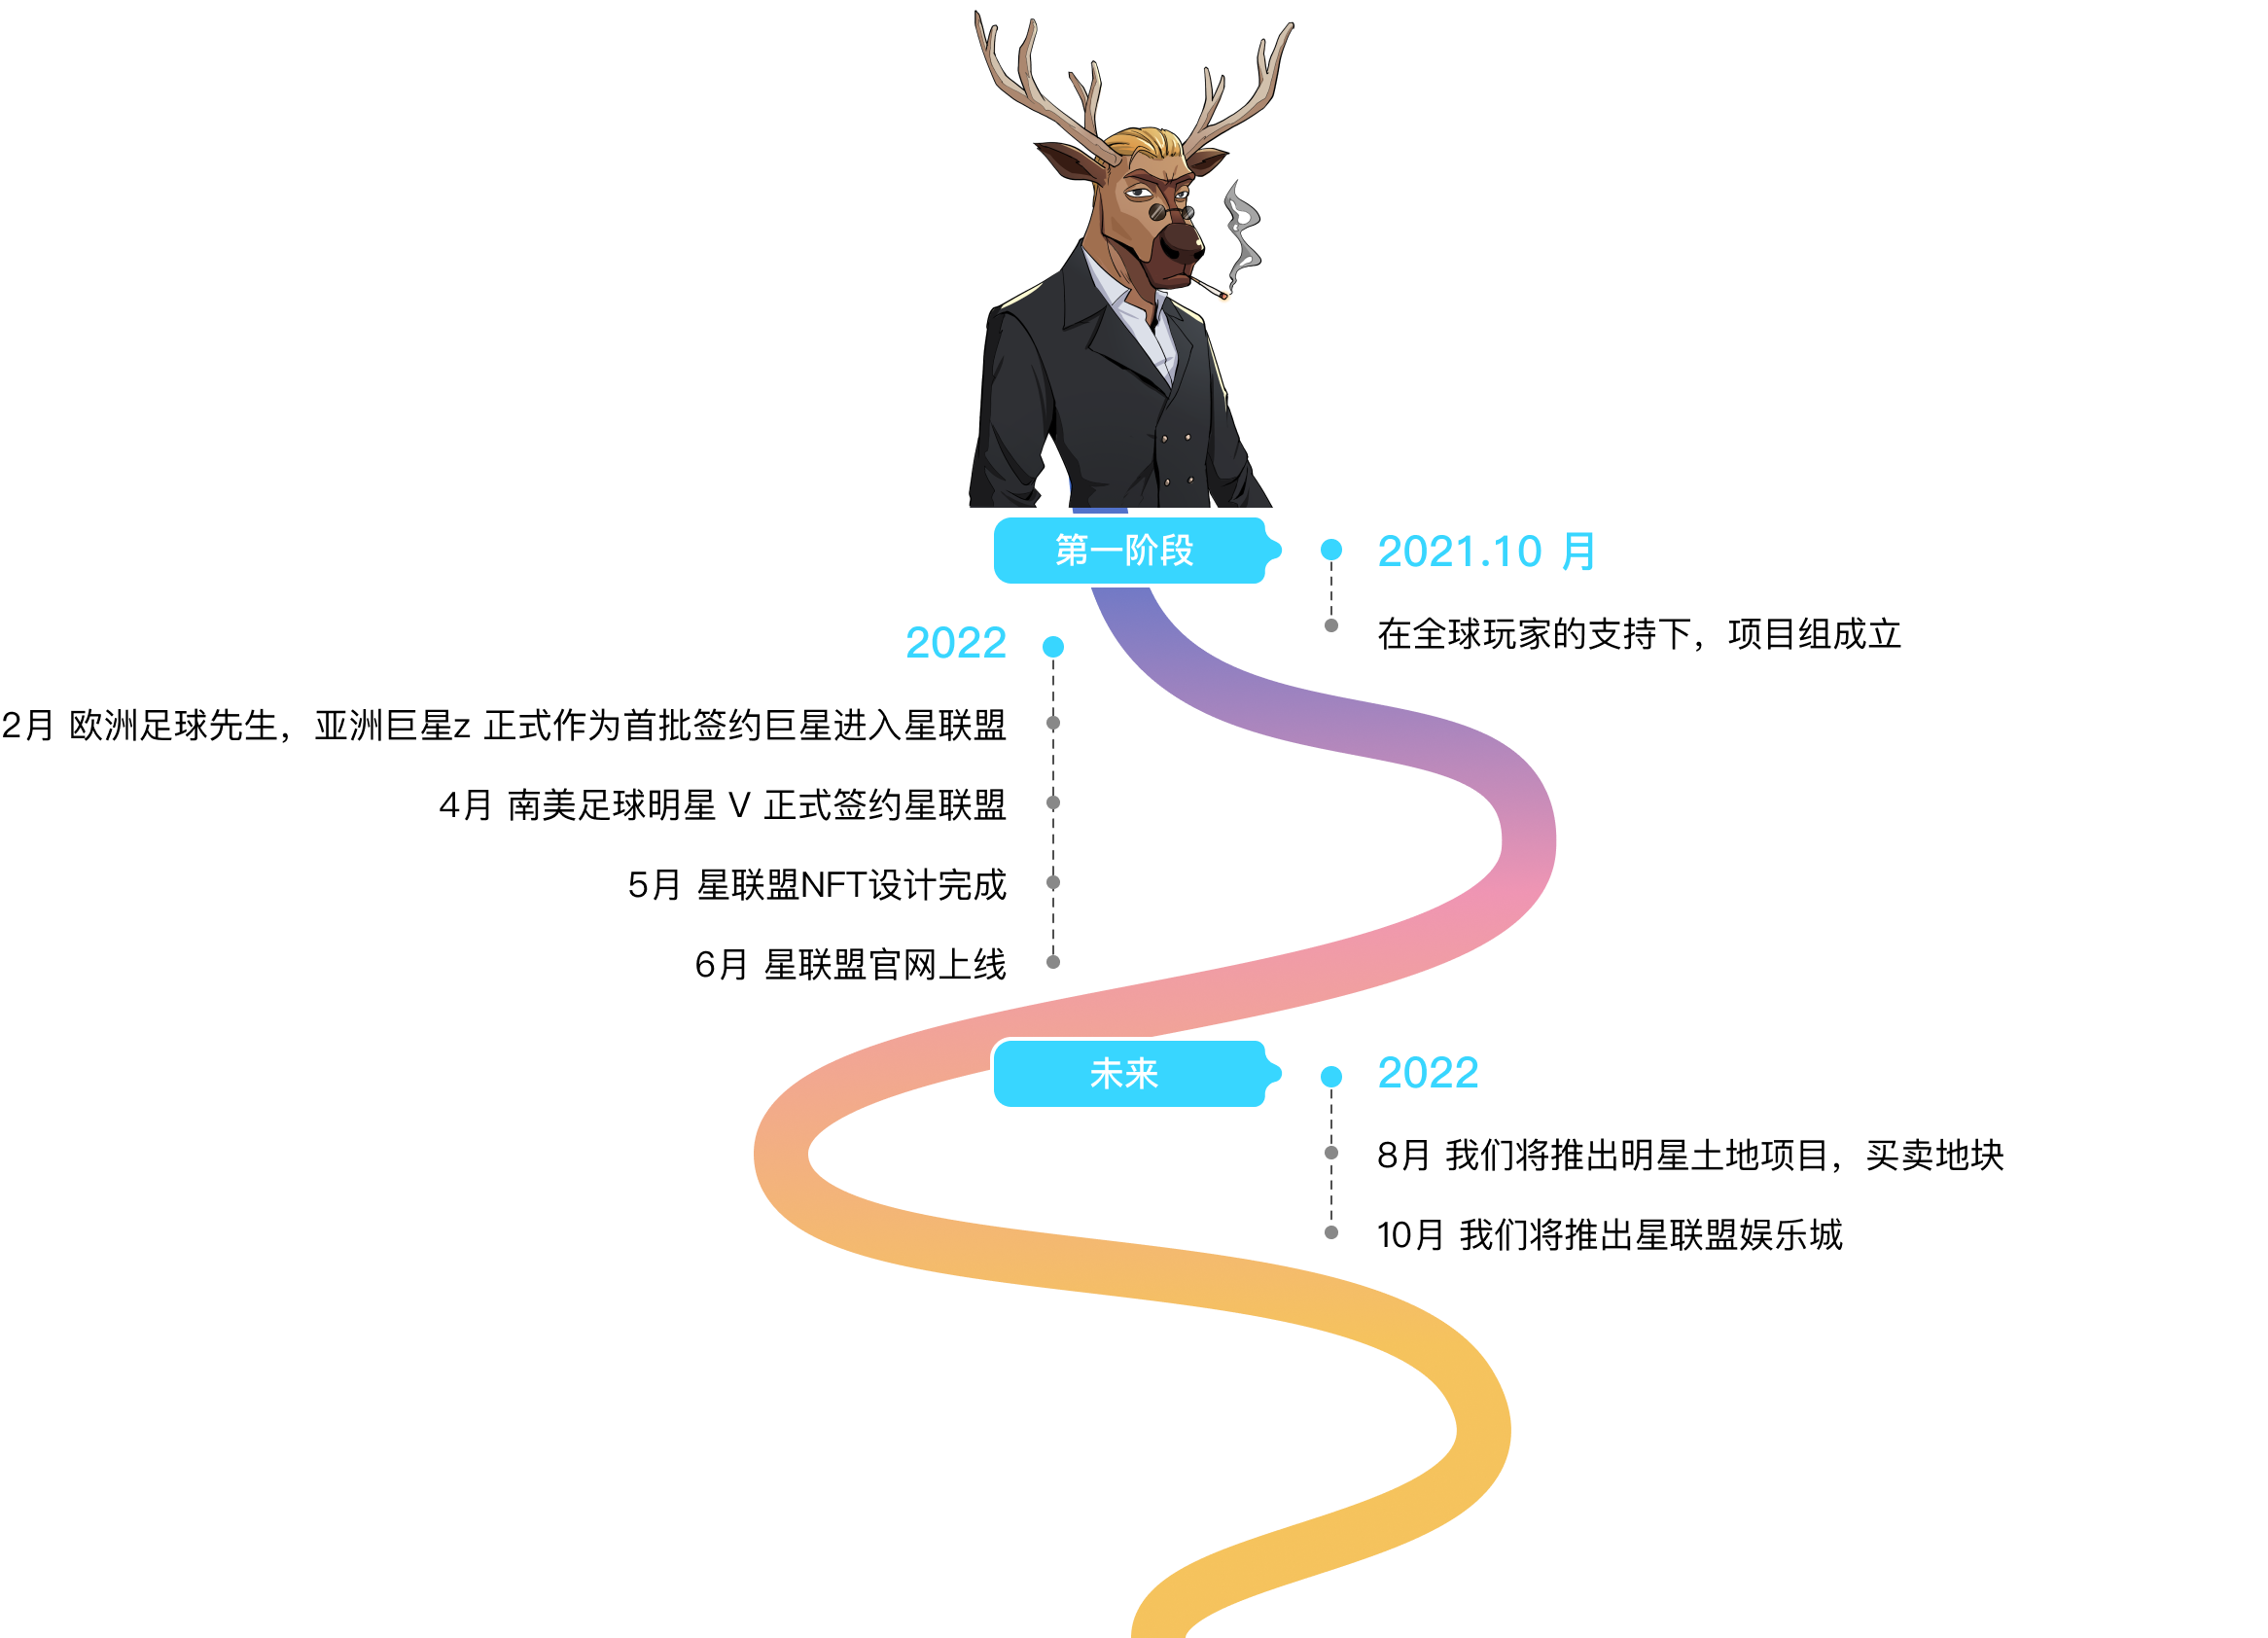 第一阶段
2021.10 月
在全球玩家的支持下，项目组成立
2022
2月 欧洲足球先生，亚洲巨星z 正式作为首批签约巨星进入星联盟
4月 南美足球明星 V 正式签约星联盟
5月 星联盟NFT设计完成
6月 星联盟官网上线
未来
2022
8月 我们将推出明星土地项目，买卖地块
10月 我们将推出星联盟娱乐城